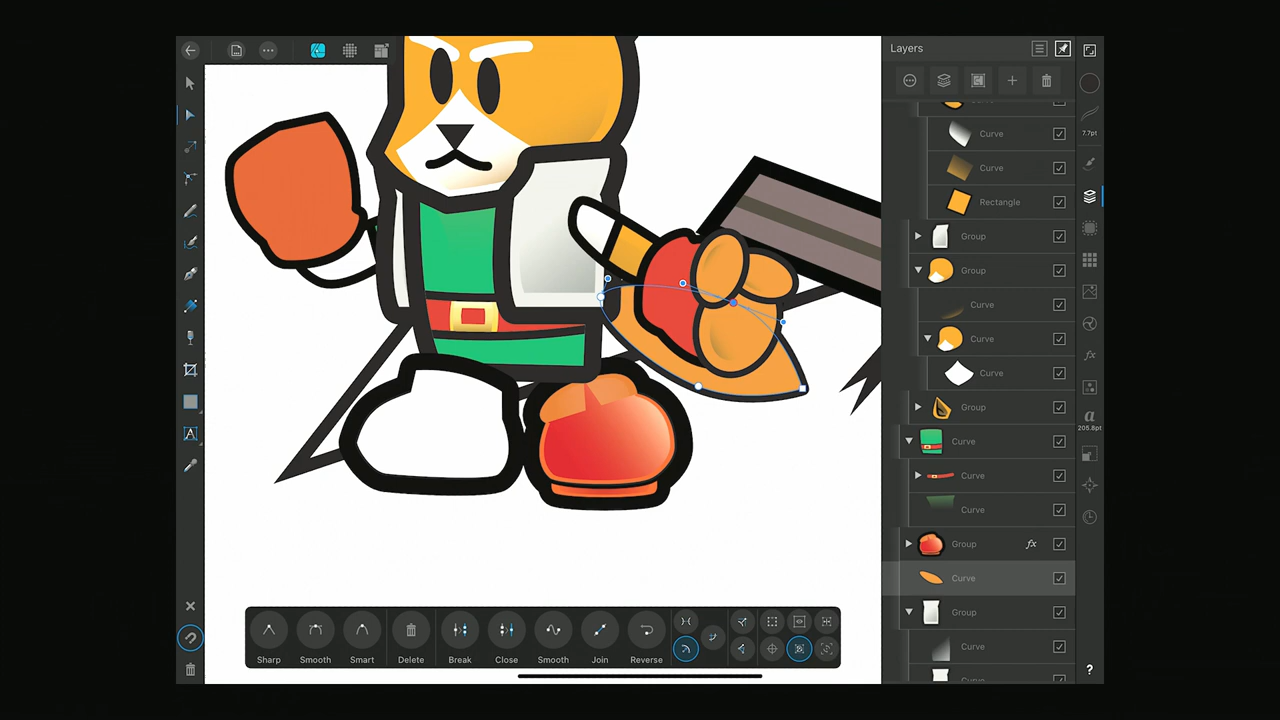 Layers
7.7pt
Curve
Curve
Rectangle
Group
Group
Curve
Curve
Curve
Group
a
205.8pt
Curve
Curve
Curve
Group
fx
Curve
Group
Curve
Sharp
Smooth
Smart
Delete
Break
Close
Smooth
Join
Reverse
?